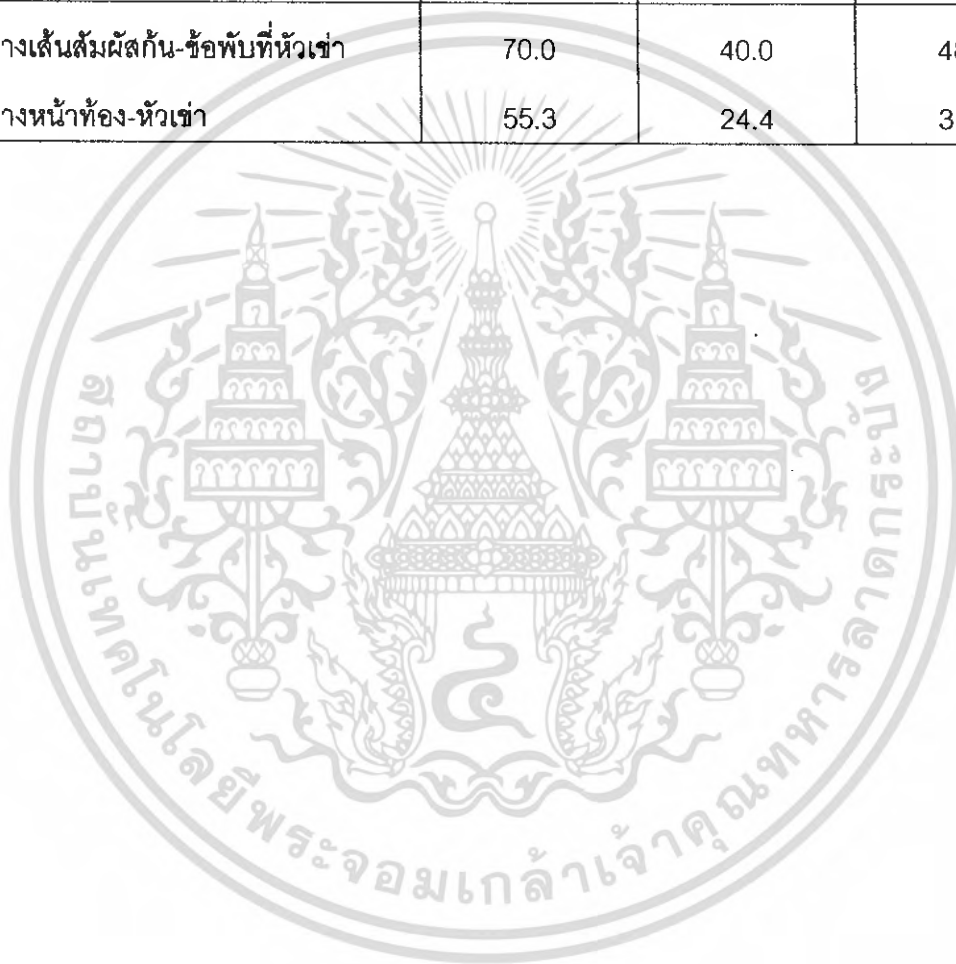 างเส้นสัมผัสก้น-ข้อพับที่หัวเข่า 70.0 40.0 48
างหน้าท้อง-หัวเข่า 55.3 24.4 3
สถาบันเทคโนโลยีพระจอมเกล้าเจ้าคุณทหารลาดกระบัง